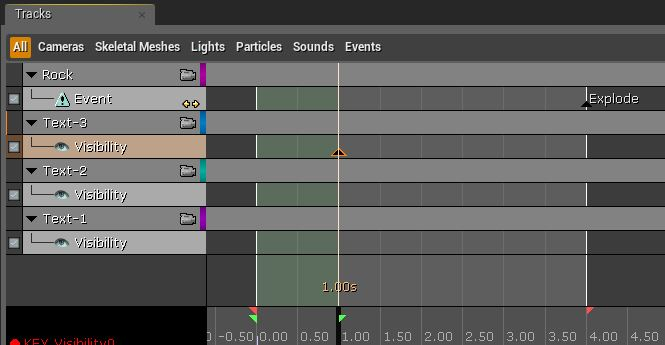 Tracks
All Cameras Skeletal Meshes Lights Particles Sounds Events
Rock
Event
Explode
Text-3
Visibility
Text-2
Visibility
Text-1
Visibility
1.00s
0 -0.50 0.00 0.50 1.00 1.50 2.00 2.50 3.00 3.50 4.00 4.50
KEY_Visibility0